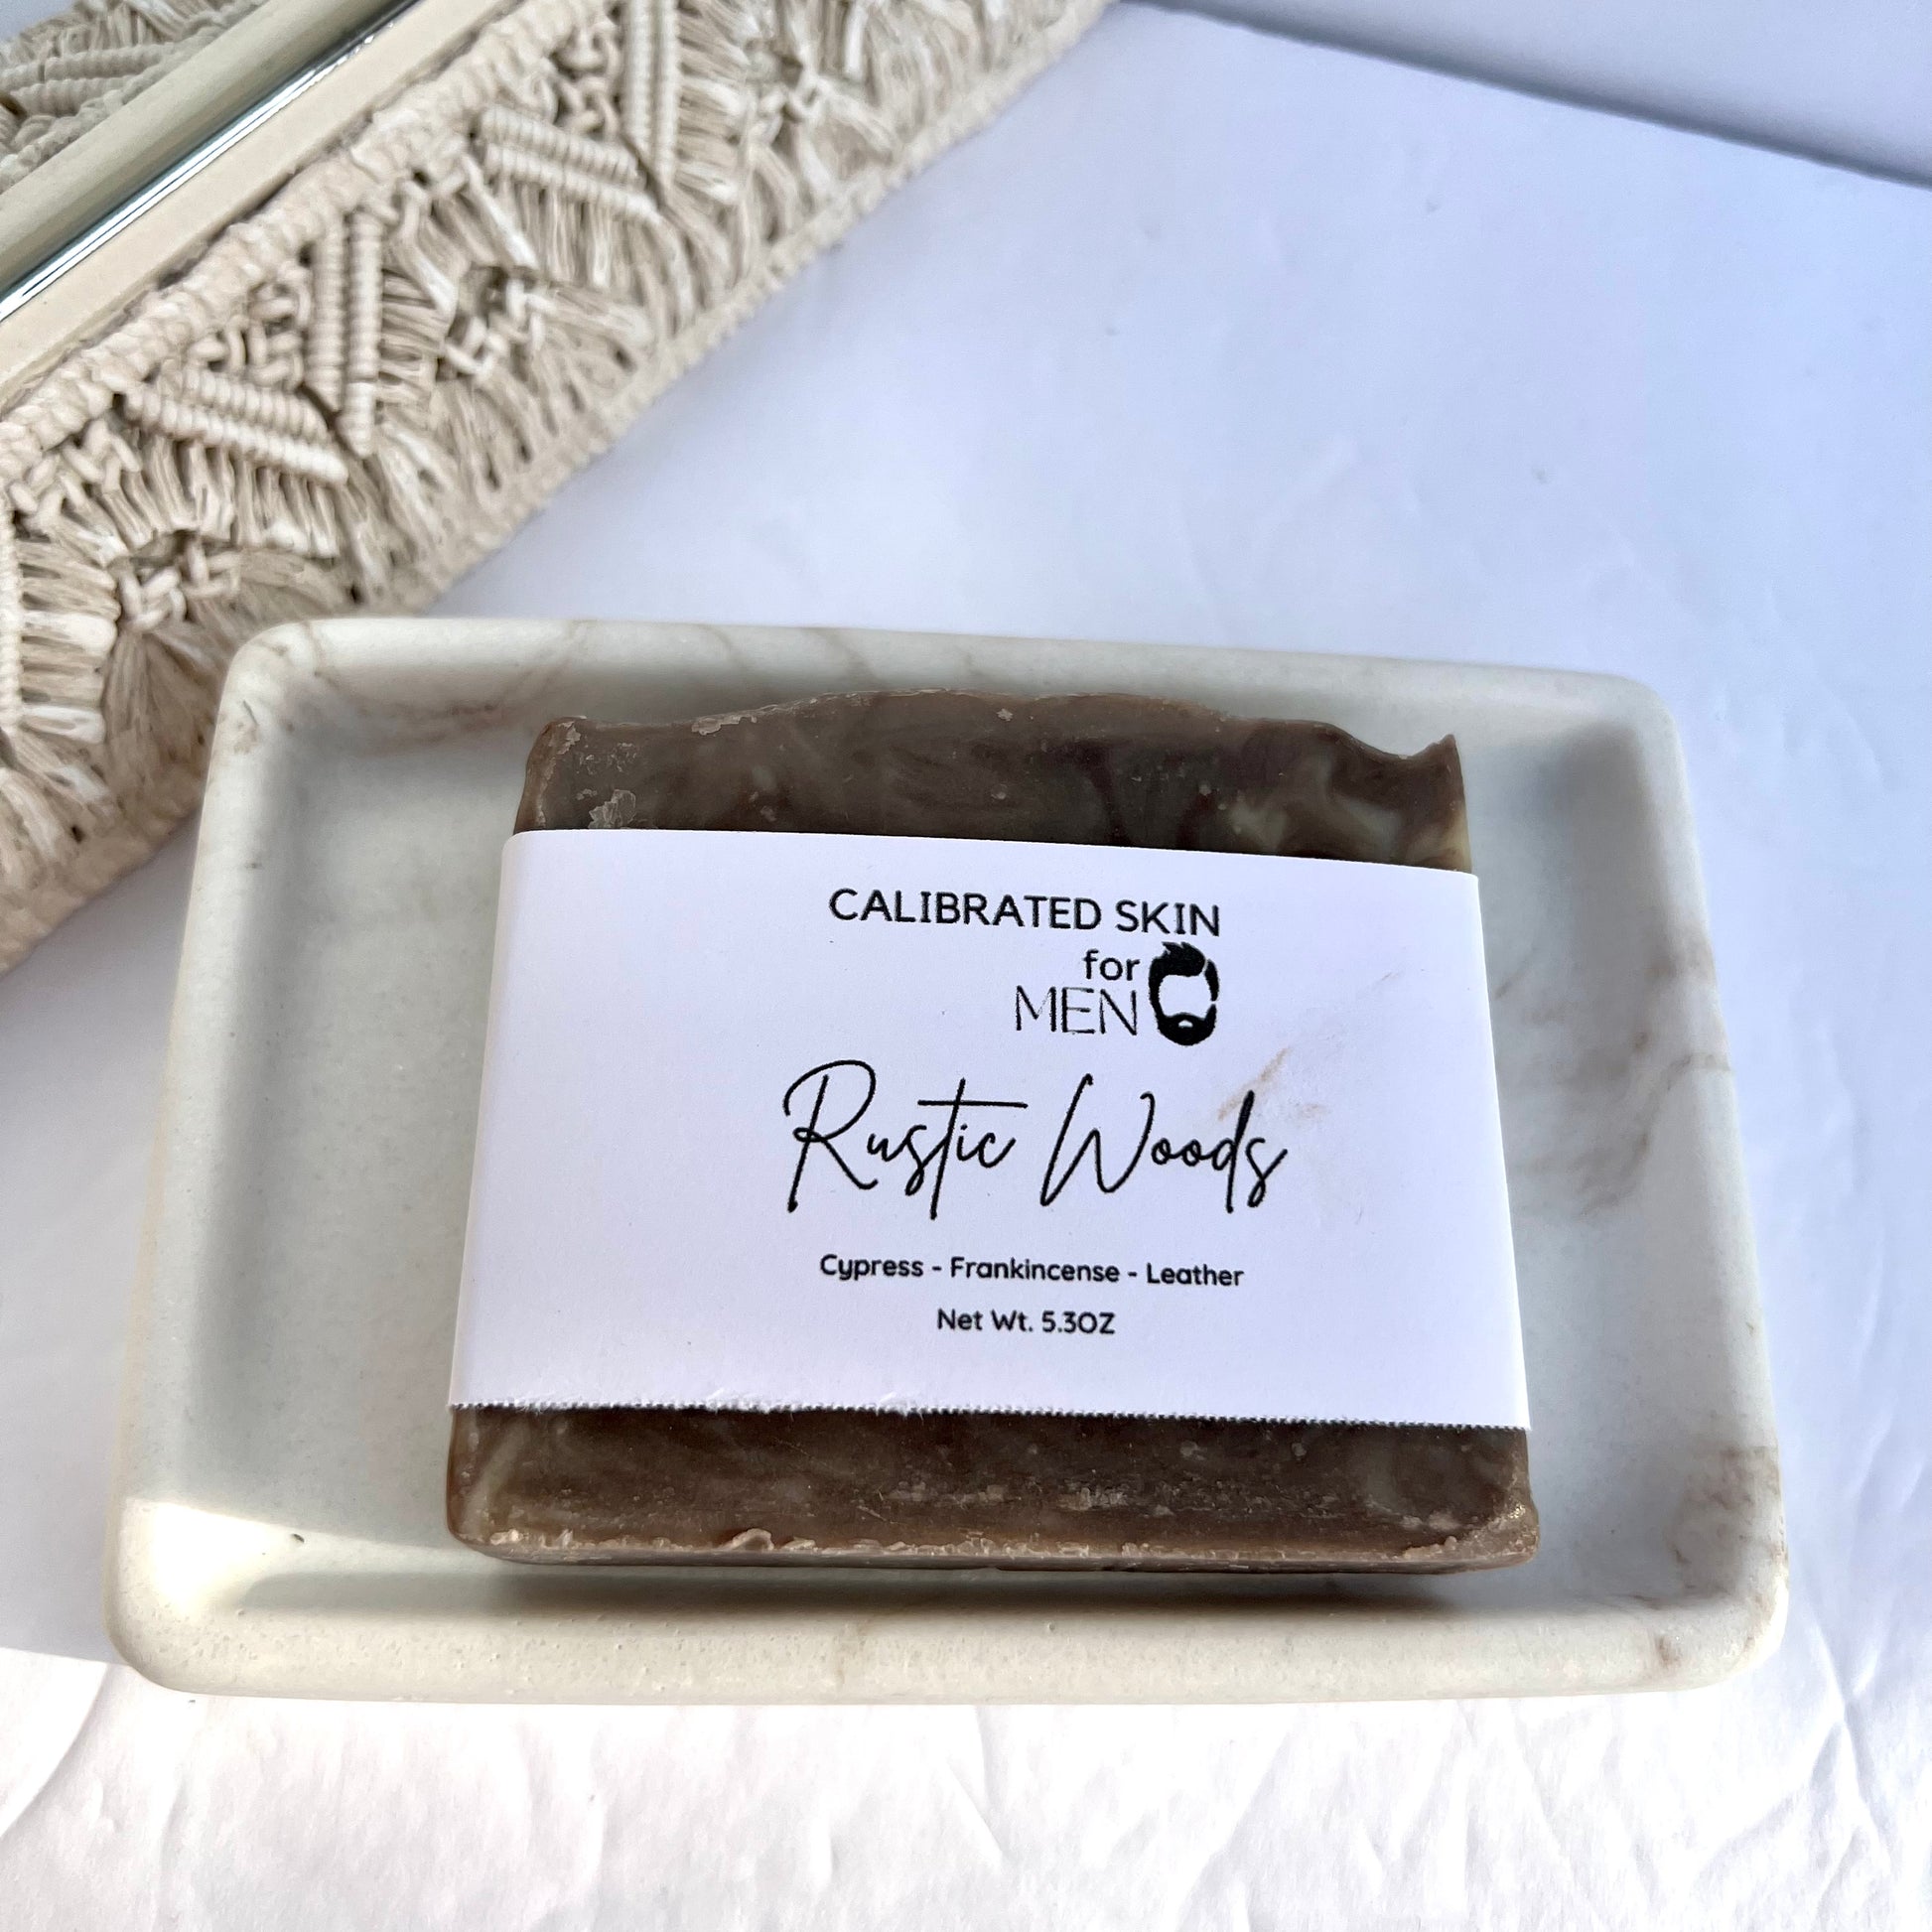 CALIBRATED SKIN
for
MEN
Rustic Woods
Cypress - Frankincense - Leather
Net Wt. 5.3OZ